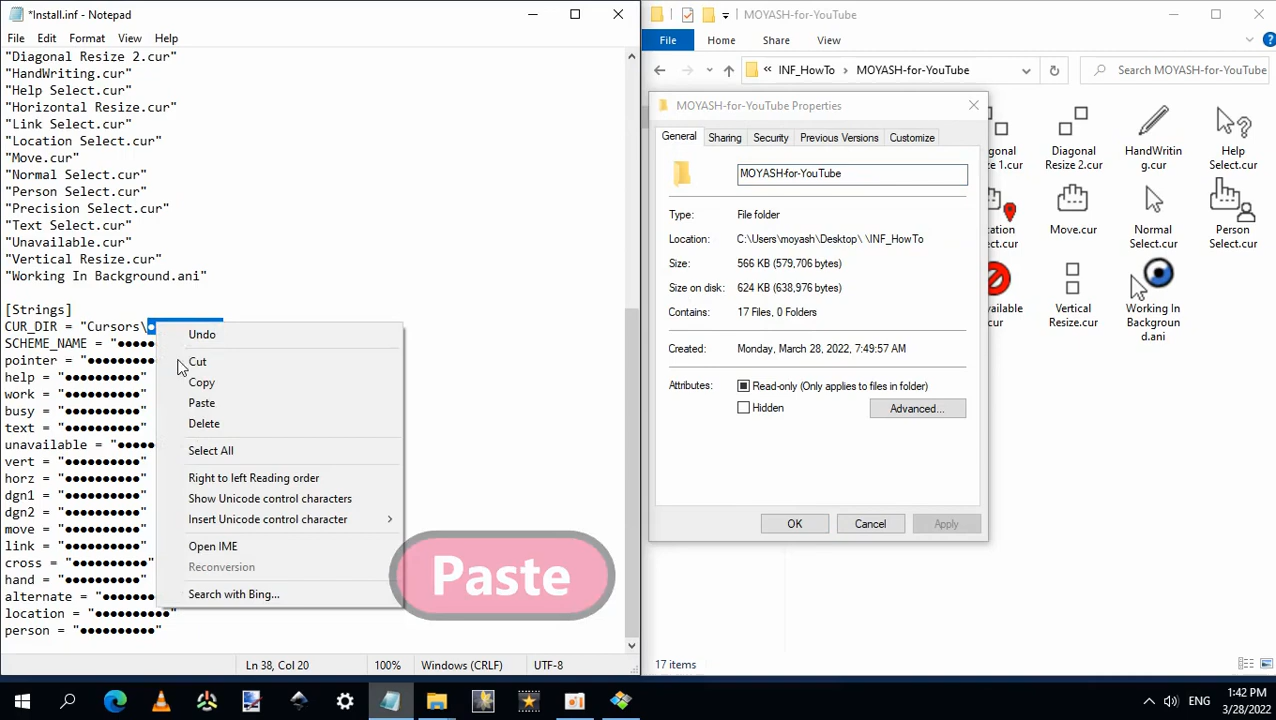 *Install.inf - Notepad
File Edit Format View Help
"Diagonal Resize 2.cur"
"HandWriting.cur"
"Help Select.cur"
"Horizontal Resize.cur"
"Link Select.cur"
"Location Select.cur"
"Move.cur"
"Normal Select.cur"
"Person Select.cur"
"Precision Select.cur"
"Text Select.cur"
"Unavailable.cur"
"Vertical Resize.cur"
"Working In Background.ani"
[Strings]
CUR_DIR = "Cursors\●
SCHEME_NAME = "●●●●●
pointer = "●●●●●●●●●●
help = "●●●●●●●●●●"
work = "●●●●●●●●●●"
busy = "●●●●●●●●●●"
text = "●●●●●●●●●●"
unavailable = "●●●●●
vert = "●●●●●●●●●●"
horz = "●●●●●●●●●●"
dgn1 = "●●●●●●●●●●"
dgn2 = "●●●●●●●●●●"
move = "●●●●●●●●●●"
link = "●●●●●●●●●●"
cross = "●●●●●●●●●●"
hand = "●●●●●●●●●●"
alternate = "●●●●●●●●
location = "●●●●●●●●●●"
person = "●●●●●●●●●●"
Undo
Cut
Copy
Paste
Delete
Select All
Right to left Reading order
Show Unicode control characters
Insert Unicode control character
Open IME
Reconversion
Search with Bing...
Paste
Ln 38, Col 20 100% Windows (CRLF) UTF-8
MOYASH-for-YouTube
File Home Share View
« INF_HowTo > MOYASH-for-YouTube
Search MOYASH-for-YouTube
MOYASH-for-YouTube Properties
General Sharing Security Previous Versions Customize
MOYASH-for-YouTube
Type: File folder
Location: C:\Users\moyash\Desktop\ \INF_HowTo
Size: 566 KB (579,706 bytes)
Size on disk: 624 KB (638,976 bytes)
Contains: 17 Files, 0 Folders
Created: Monday, March 28, 2022, 7:49:57 AM
Attributes: Read-only (Only applies to files in folder)
Hidden
Advanced...
OK Cancel Apply
gonal
Resize 1.cur
Diagonal
Resize 2.cur
HandWritin
g.cur
Help
Select.cur
ation
ct.cur
Move.cur
Normal
Select.cur
Person
Select.cur
vailable
.cur
Vertical
Resize.cur
Working In
Backgroun
d.ani
17 items
ENG
1:42 PM
3/28/2022